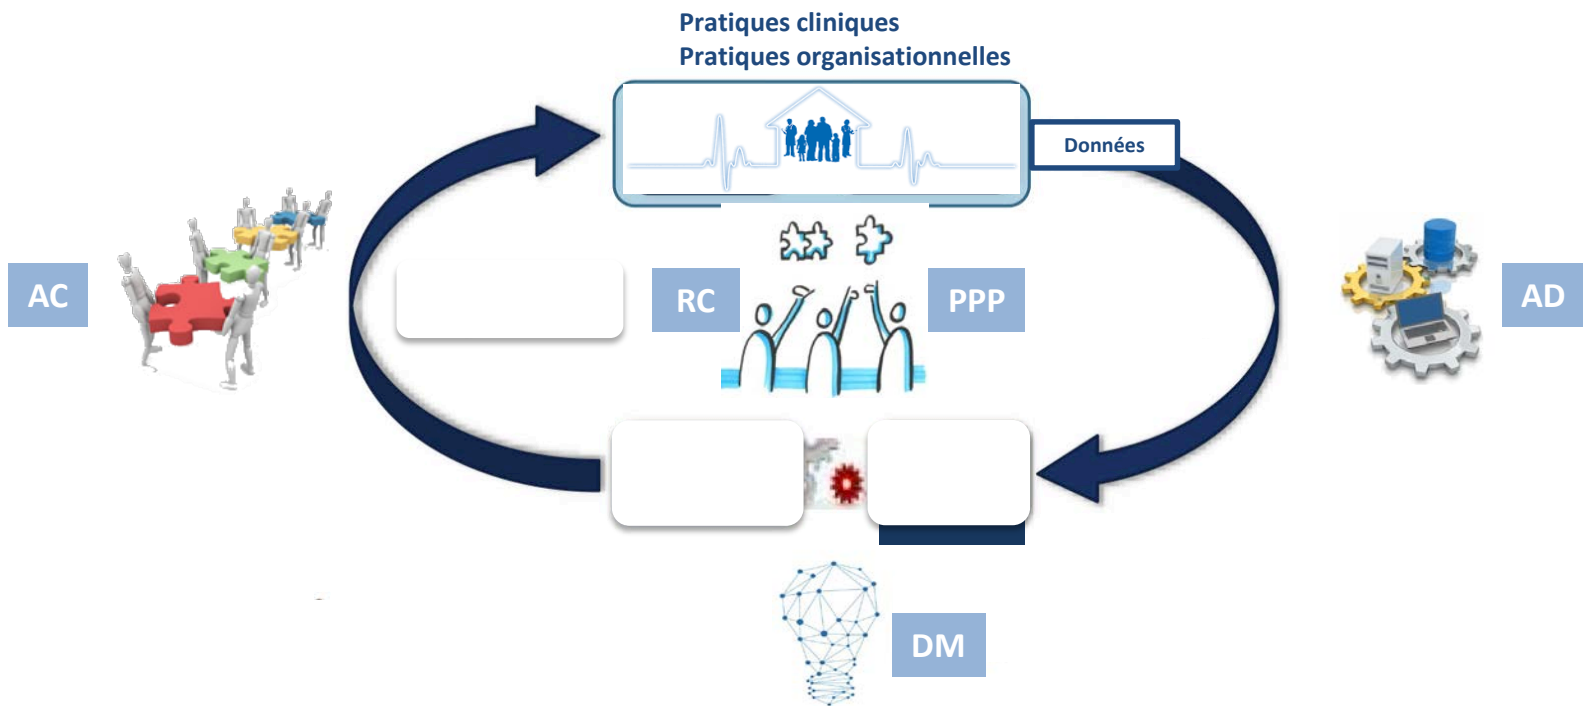 Pratiques cliniques
Pratiques organisationnelles
Données
AC
RC
PPP
AD
DM